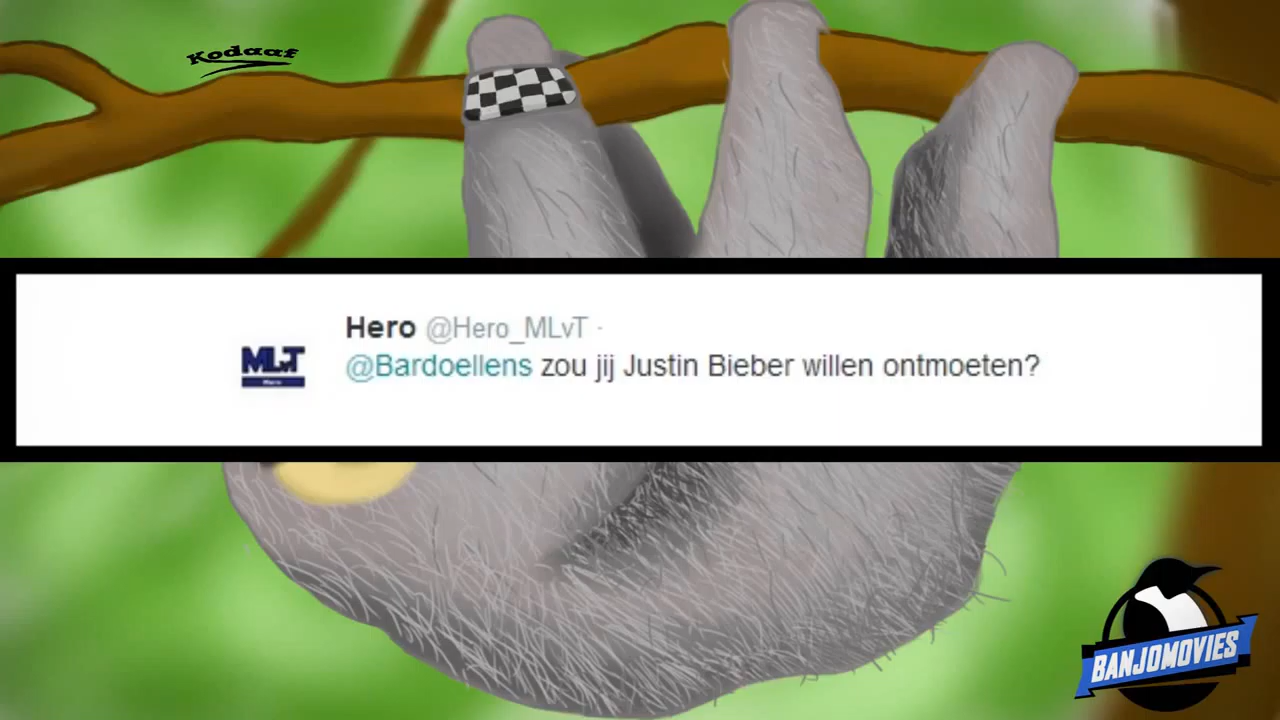 Kodaaf
Hero @Hero_MLvT ·
@Bardoellens zou jij Justin Bieber willen ontmoeten?
MLvT
BANJOMOVIES